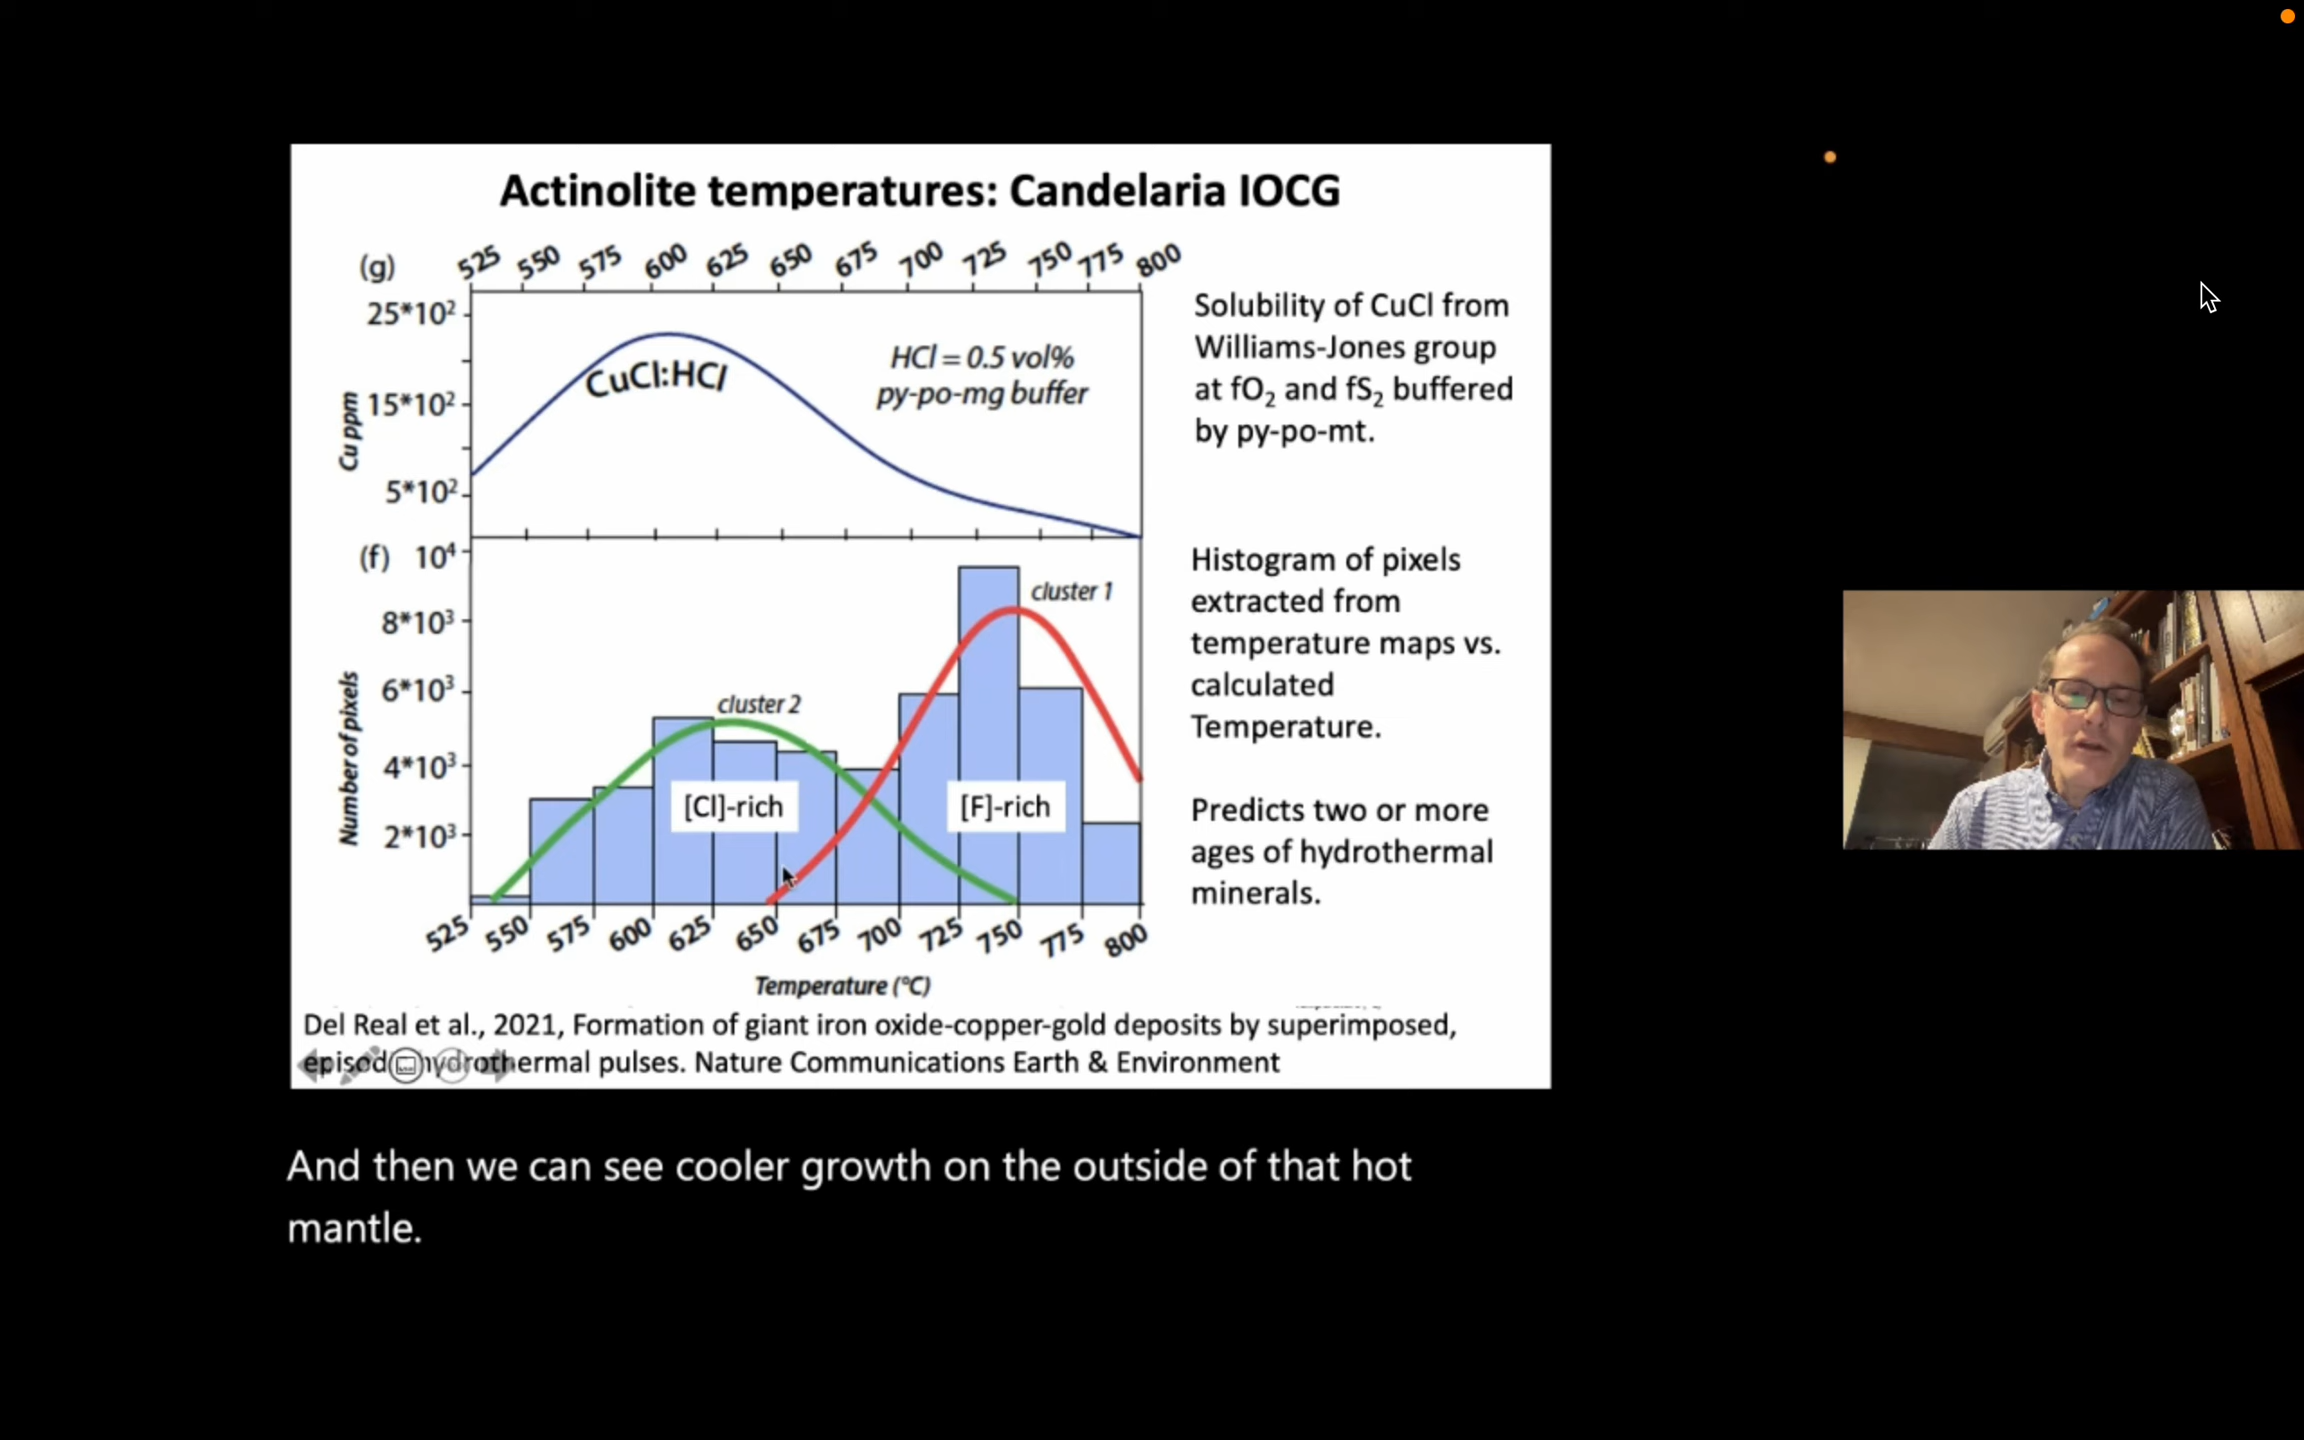 Actinolite temperatures: Candelaria IOCG
(g)
525 550 575 600 625 650 675 700 725 750 775 800
25*10²
15*10²
5*10²
Cu ppm
CuCl:HCl
HCl = 0.5 vol%
py-po-mg buffer
Solubility of CuCl from
Williams-Jones group
at fO₂ and fS₂ buffered
by py-po-mt.
(f)
10⁴
8*10³
6*10³
4*10³
2*10³
Number of pixels
cluster 1
cluster 2
[Cl]-rich
[F]-rich
525 550 575 600 625 650 675 700 725 750 775 800
Temperature (°C)
Histogram of pixels
extracted from
temperature maps vs.
calculated
Temperature.
Predicts two or more
ages of hydrothermal
minerals.
Del Real et al., 2021, Formation of giant iron oxide-copper-gold deposits by superimposed,
hydrothermal pulses. Nature Communications Earth & Environment
And then we can see cooler growth on the outside of that hot
mantle.